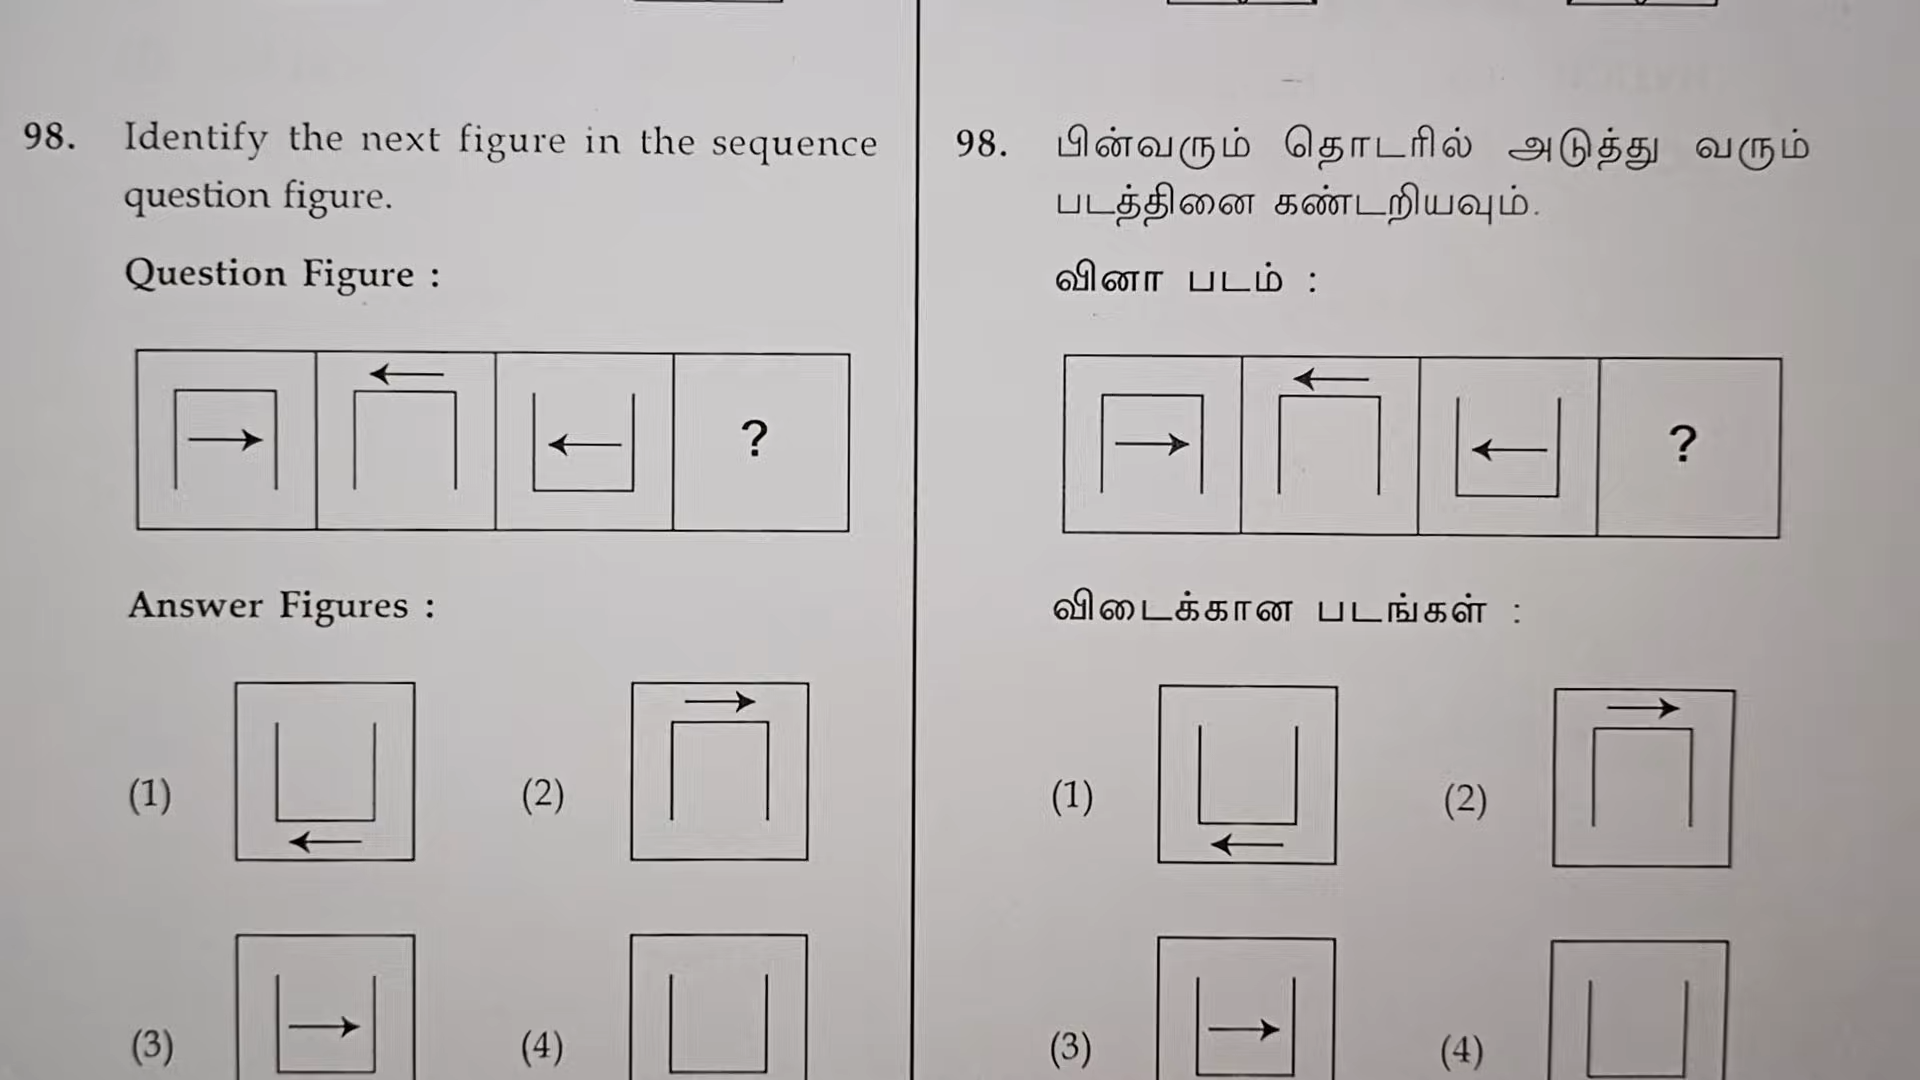 98. Identify the next figure in the sequence
question figure.
Question Figure :
?
Answer Figures :
(1)
(2)
(3)
(4)
98. பின்வரும் தொடரில் அடுத்து வரும்
படத்தினை கண்டறியவும்.
வினா படம் :
?
விடைக்கான படங்கள் :
(1)
(2)
(3)
(4)